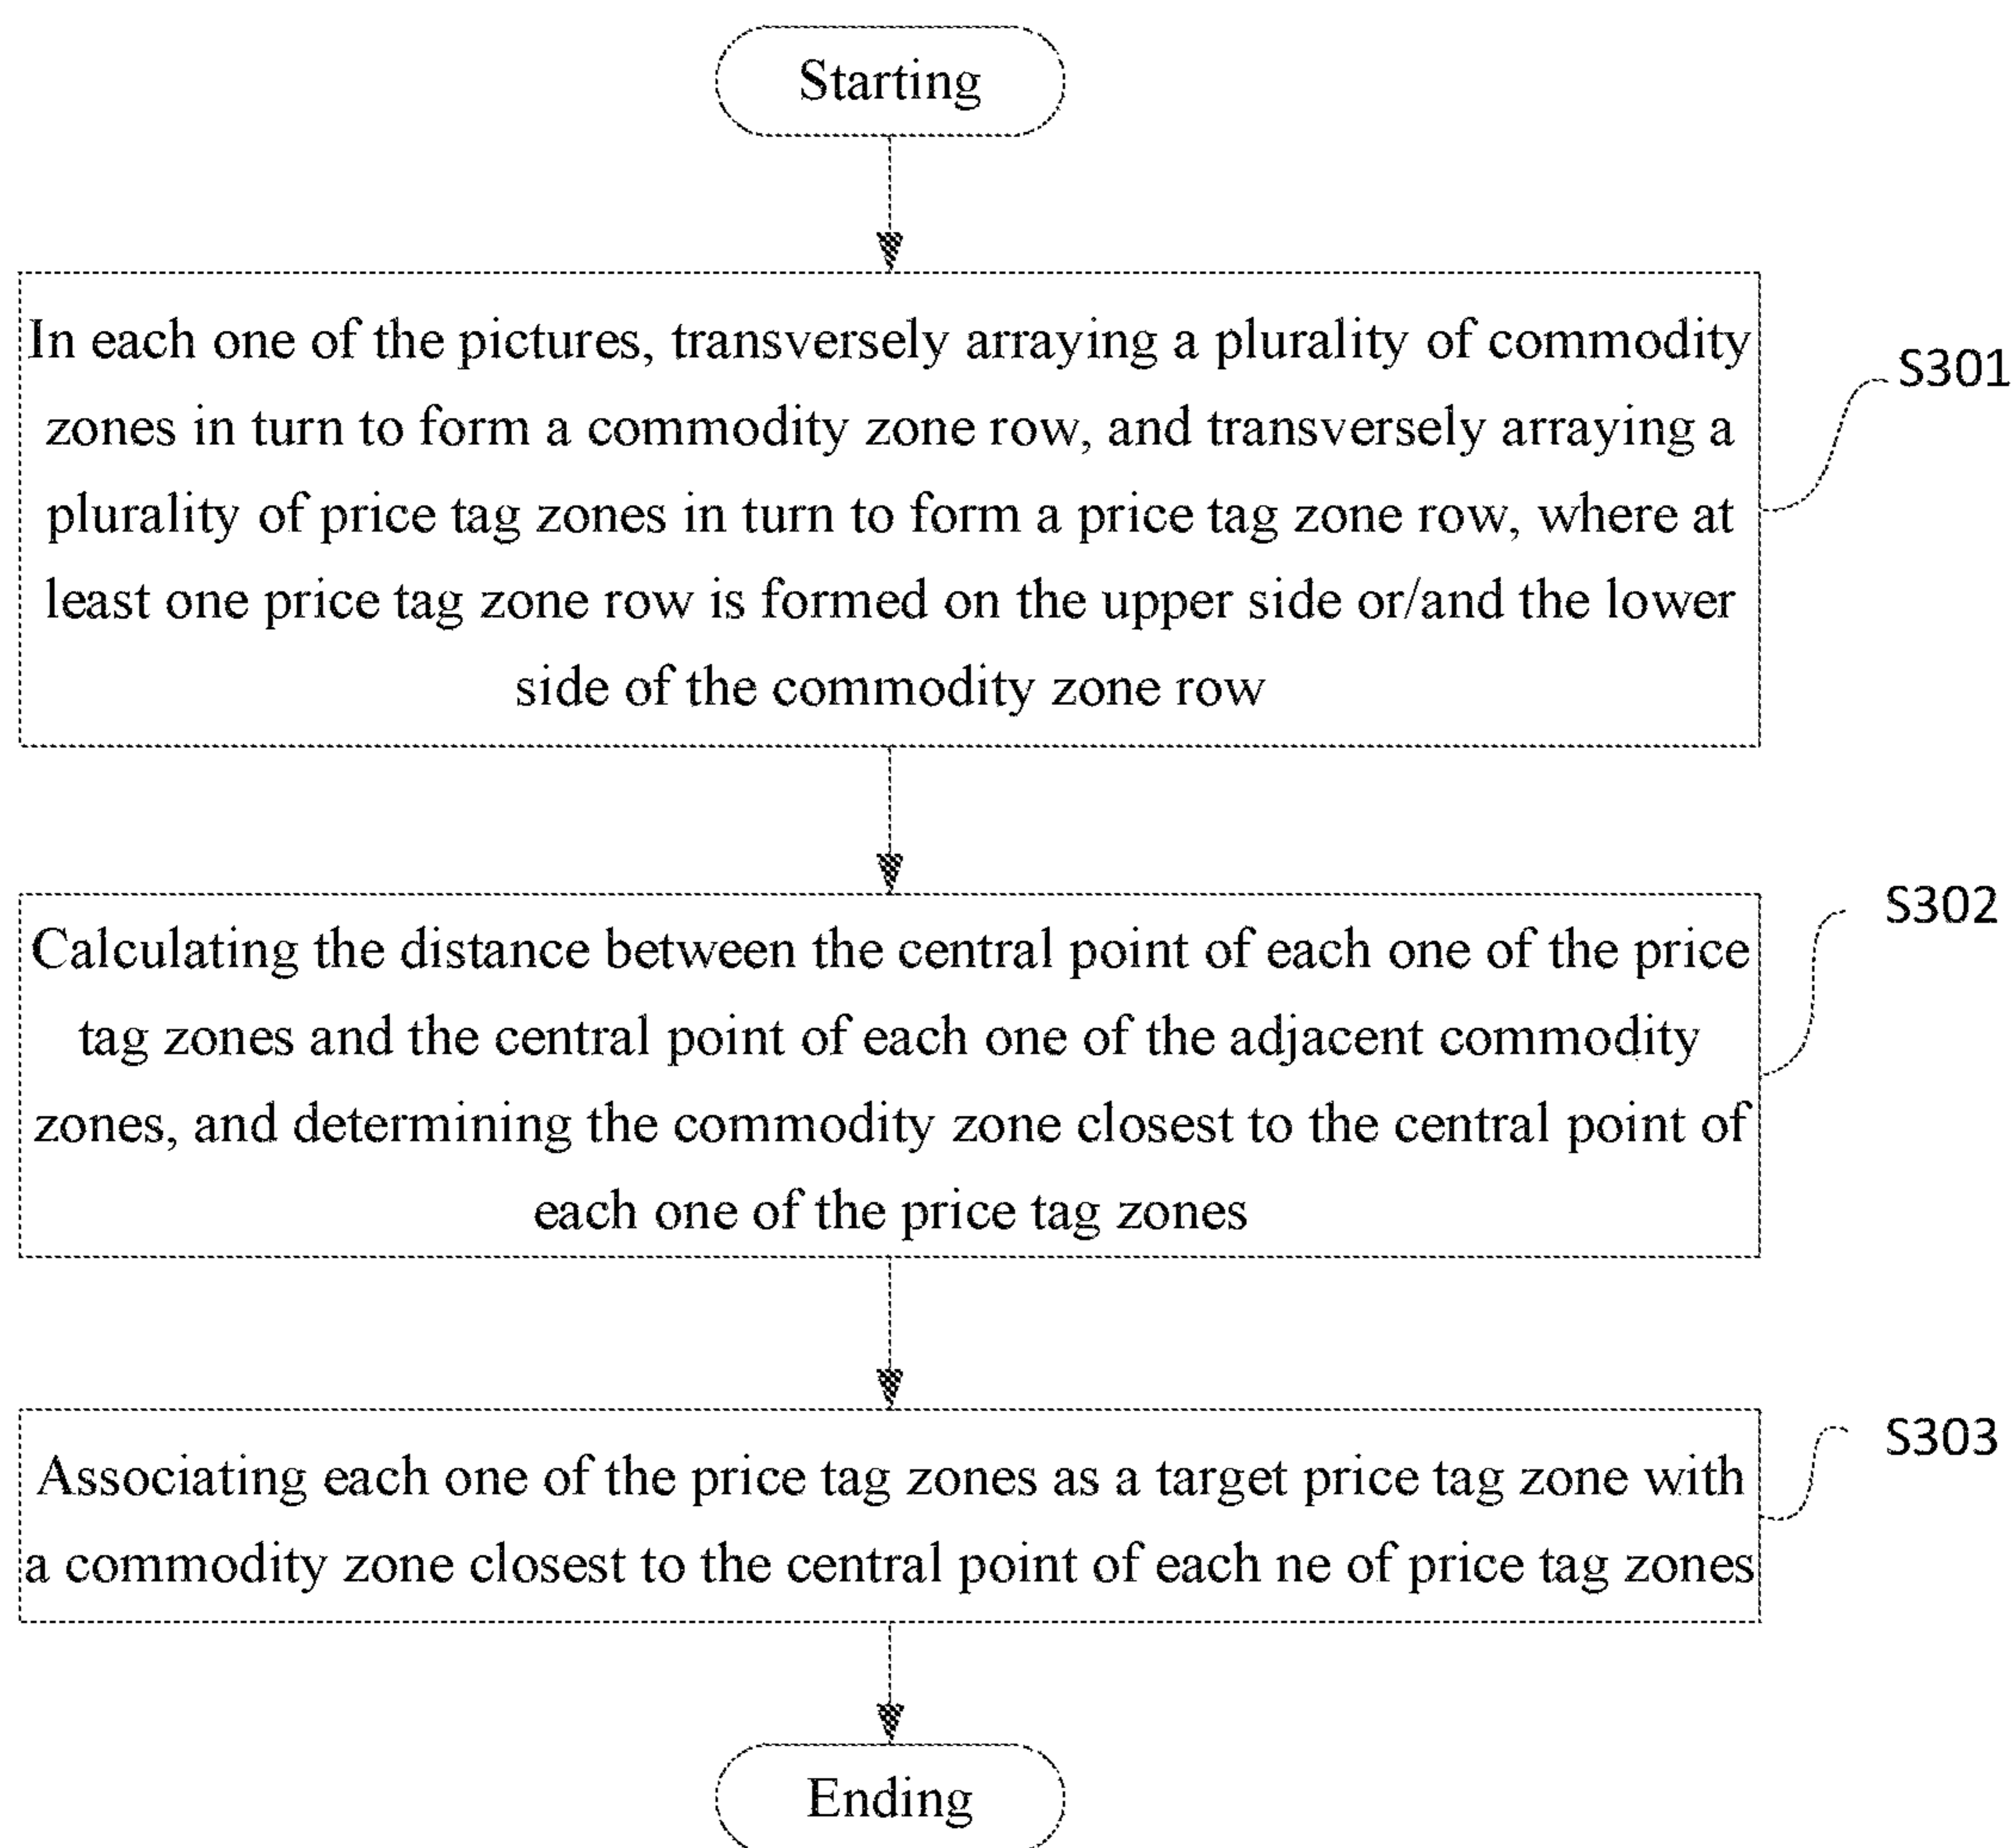 Starting
In each one of the pictures, transversely arraying a plurality of commodity
zones in turn to form a commodity zone row, and transversely arraying a
plurality of price tag zones in turn to form a price tag zone row, where at
least one price tag zone row is formed on the upper side or/and the lower
side of the commodity zone row
S301
Calculating the distance between the central point of each one of the price
tag zones and the central point of each one of the adjacent commodity
zones, and determining the commodity zone closest to the central point of
each one of the price tag zones
S302
Associating each one of the price tag zones as a target price tag zone with
a commodity zone closest to the central point of each ne of price tag zones
S303
Ending